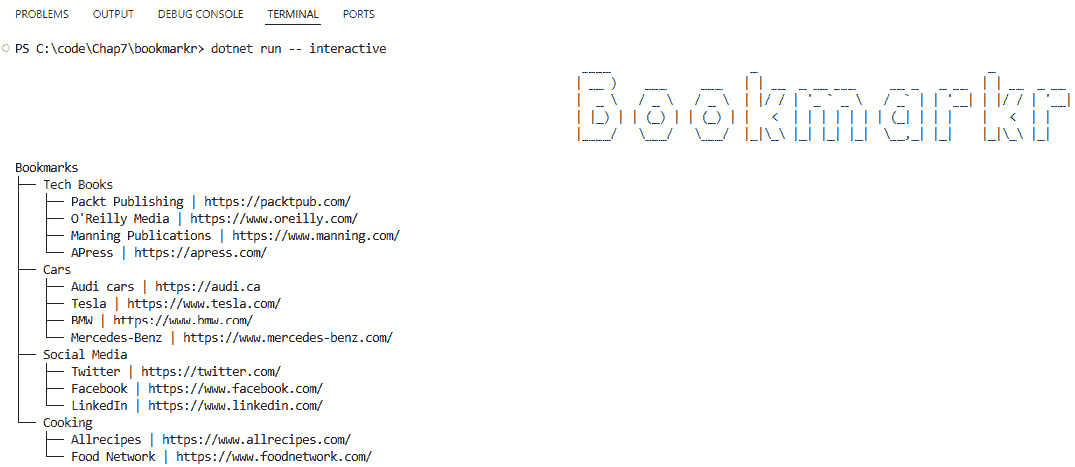 PROBLEMS OUTPUT DEBUG CONSOLE TERMINAL PORTS
PS C:\code\Chap7\bookmarkr> dotnet run -- interactive
Bookmarkr
Bookmarks
├── Tech Books
│   ├── Packt Publishing | https://packtpub.com/
│   ├── O'Reilly Media | https://www.oreilly.com/
│   ├── Manning Publications | https://www.manning.com/
│   └── APress | https://apress.com/
├── Cars
│   ├── Audi cars | https://audi.ca
│   ├── Tesla | https://www.tesla.com/
│   ├── BMW | https://www.bmw.com/
│   └── Mercedes-Benz | https://www.mercedes-benz.com/
├── Social Media
│   ├── Twitter | https://twitter.com/
│   ├── Facebook | https://www.facebook.com/
│   └── LinkedIn | https://www.linkedin.com/
└── Cooking
    ├── Allrecipes | https://www.allrecipes.com/
    └── Food Network | https://www.foodnetwork.com/